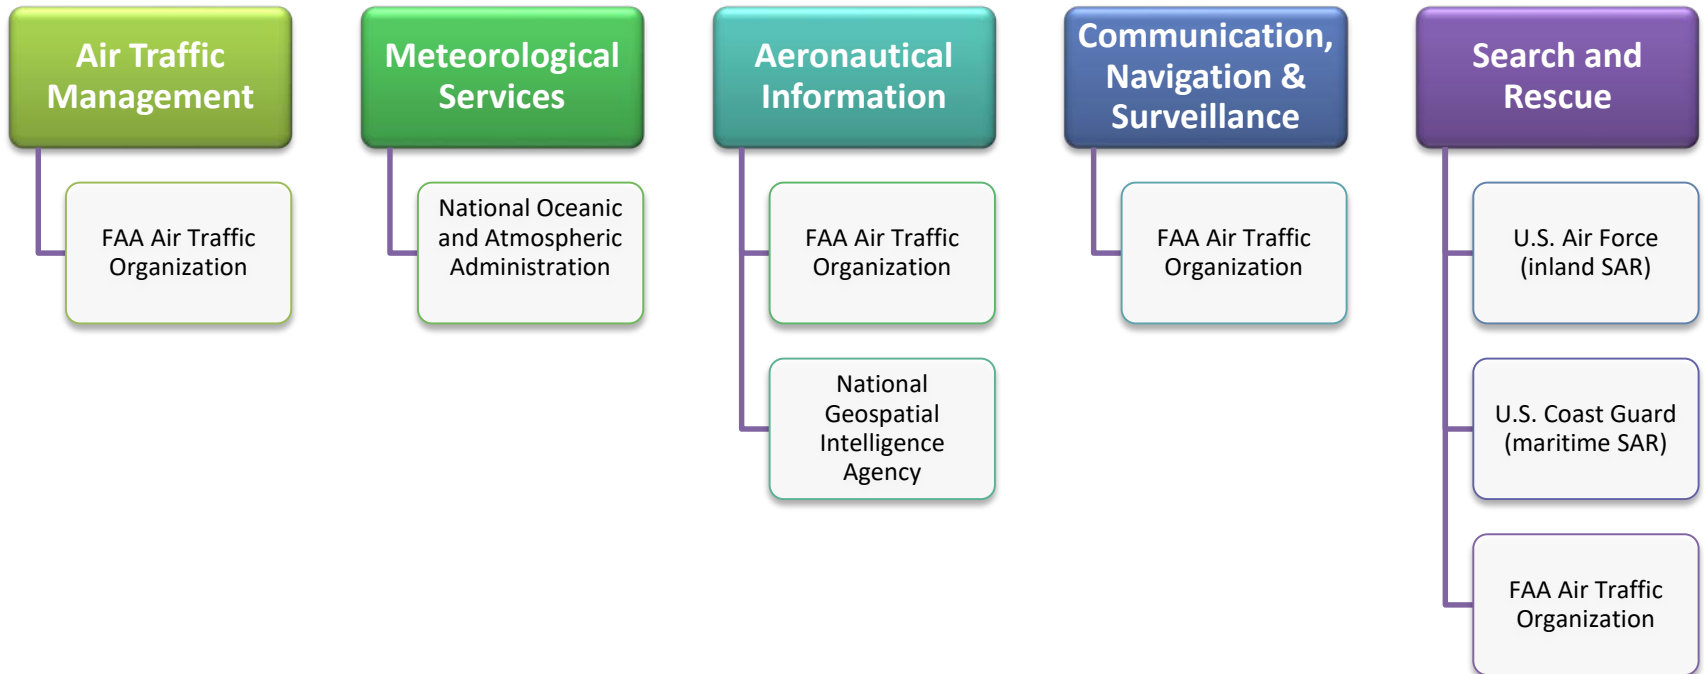 Air Traffic
Management
FAA Air Traffic
Organization
Meteorological
Services
National Oceanic
and Atmospheric
Administration
Aeronautical
Information
FAA Air Traffic
Organization
National
Geospatial
Intelligence
Agency
Communication,
Navigation &
Surveillance
FAA Air Traffic
Organization
Search and
Rescue
U.S. Air Force
(inland SAR)
U.S. Coast Guard
(maritime SAR)
FAA Air Traffic
Organization